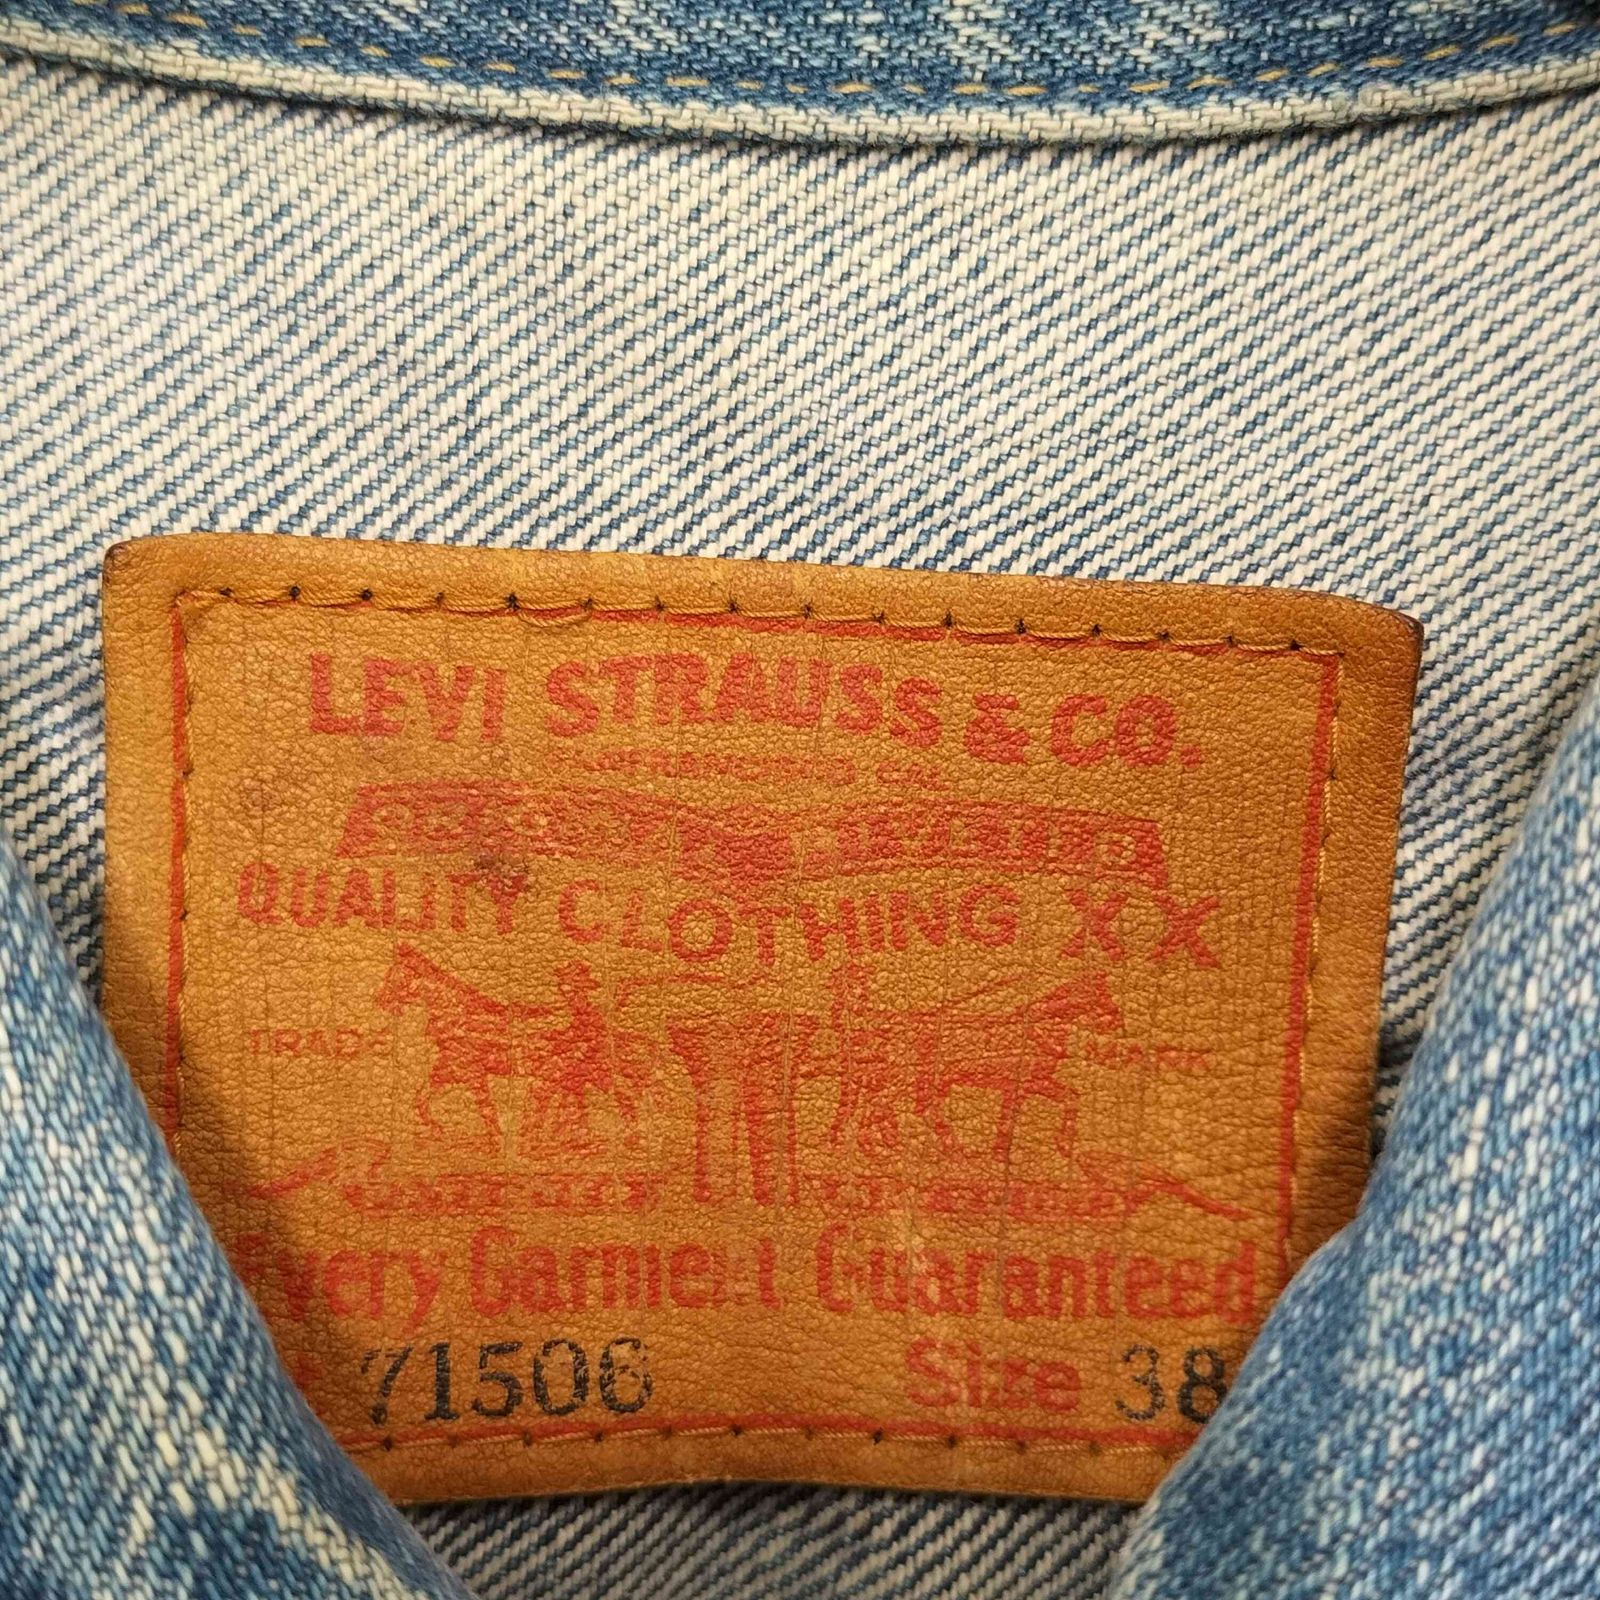 LEVI STRAUSS & CO.
QUALITY CLOTHING XX
TRADE MARK
Every Garment Guaranteed
71506 Size 38